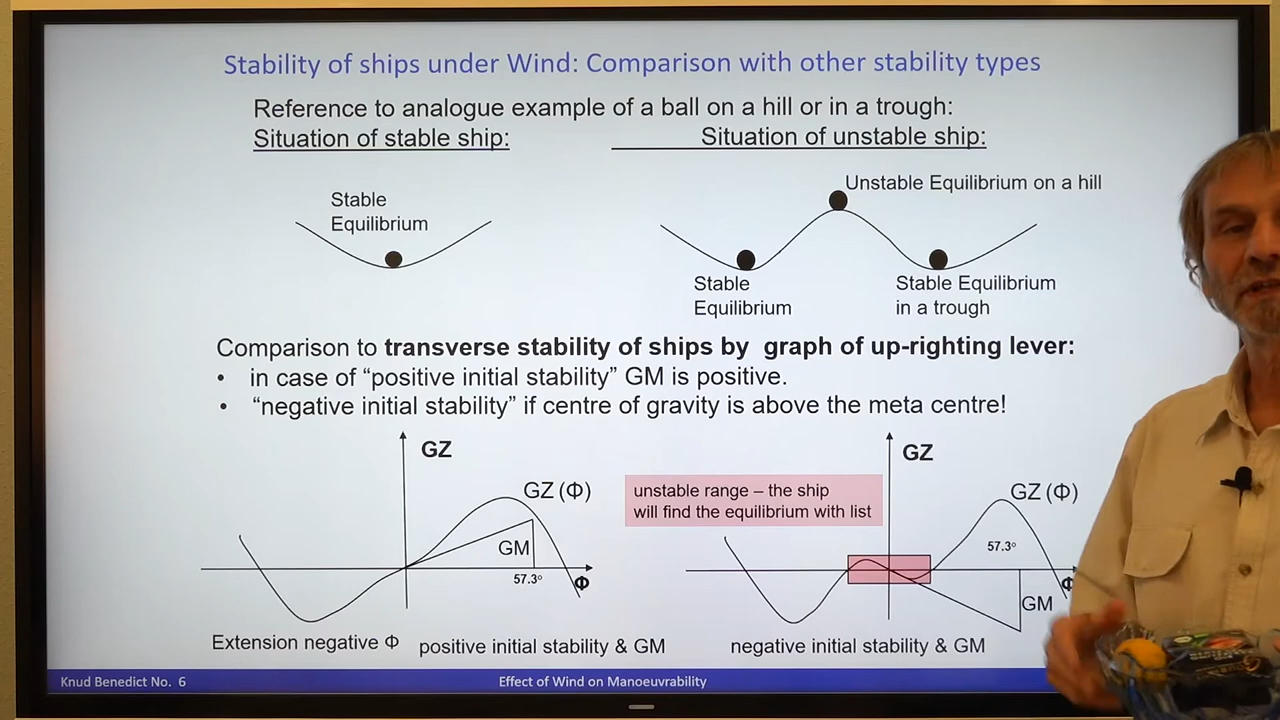 Stability of ships under Wind: Comparison with other stability types
Reference to analogue example of a ball on a hill or in a trough:
Situation of stable ship:
Situation of unstable ship:
Stable
Equilibrium
Unstable Equilibrium on a hill
Stable
Equilibrium
Stable Equilibrium
in a trough
Comparison to transverse stability of ships by graph of up-righting lever:
• in case of “positive initial stability” GM is positive.
• “negative initial stability” if centre of gravity is above the meta centre!
GZ
GZ (Φ)
GM
57.3°
Φ
Extension negative Φ
positive initial stability & GM
unstable range – the ship
will find the equilibrium with list
GZ
GZ (Φ)
57.3°
Φ
GM
negative initial stability & GM
Knud Benedict No. 6
Effect of Wind on Manoeuvrability